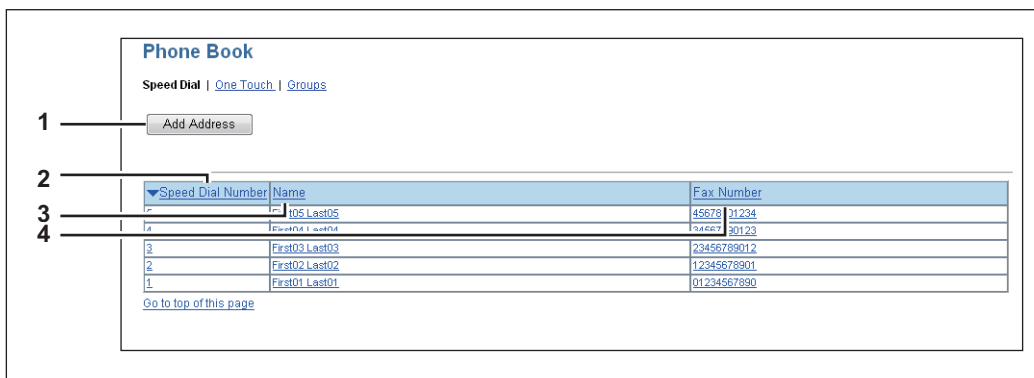 Phone Book
Speed Dial | One Touch | Groups
1
Add Address
2
Speed Dial Number Name Fax Number
3
4
Last05
3 First03 Last03 23456789012
2 First02 Last02 12345678901
1 First01 Last01 01234567890
Go to top of this page